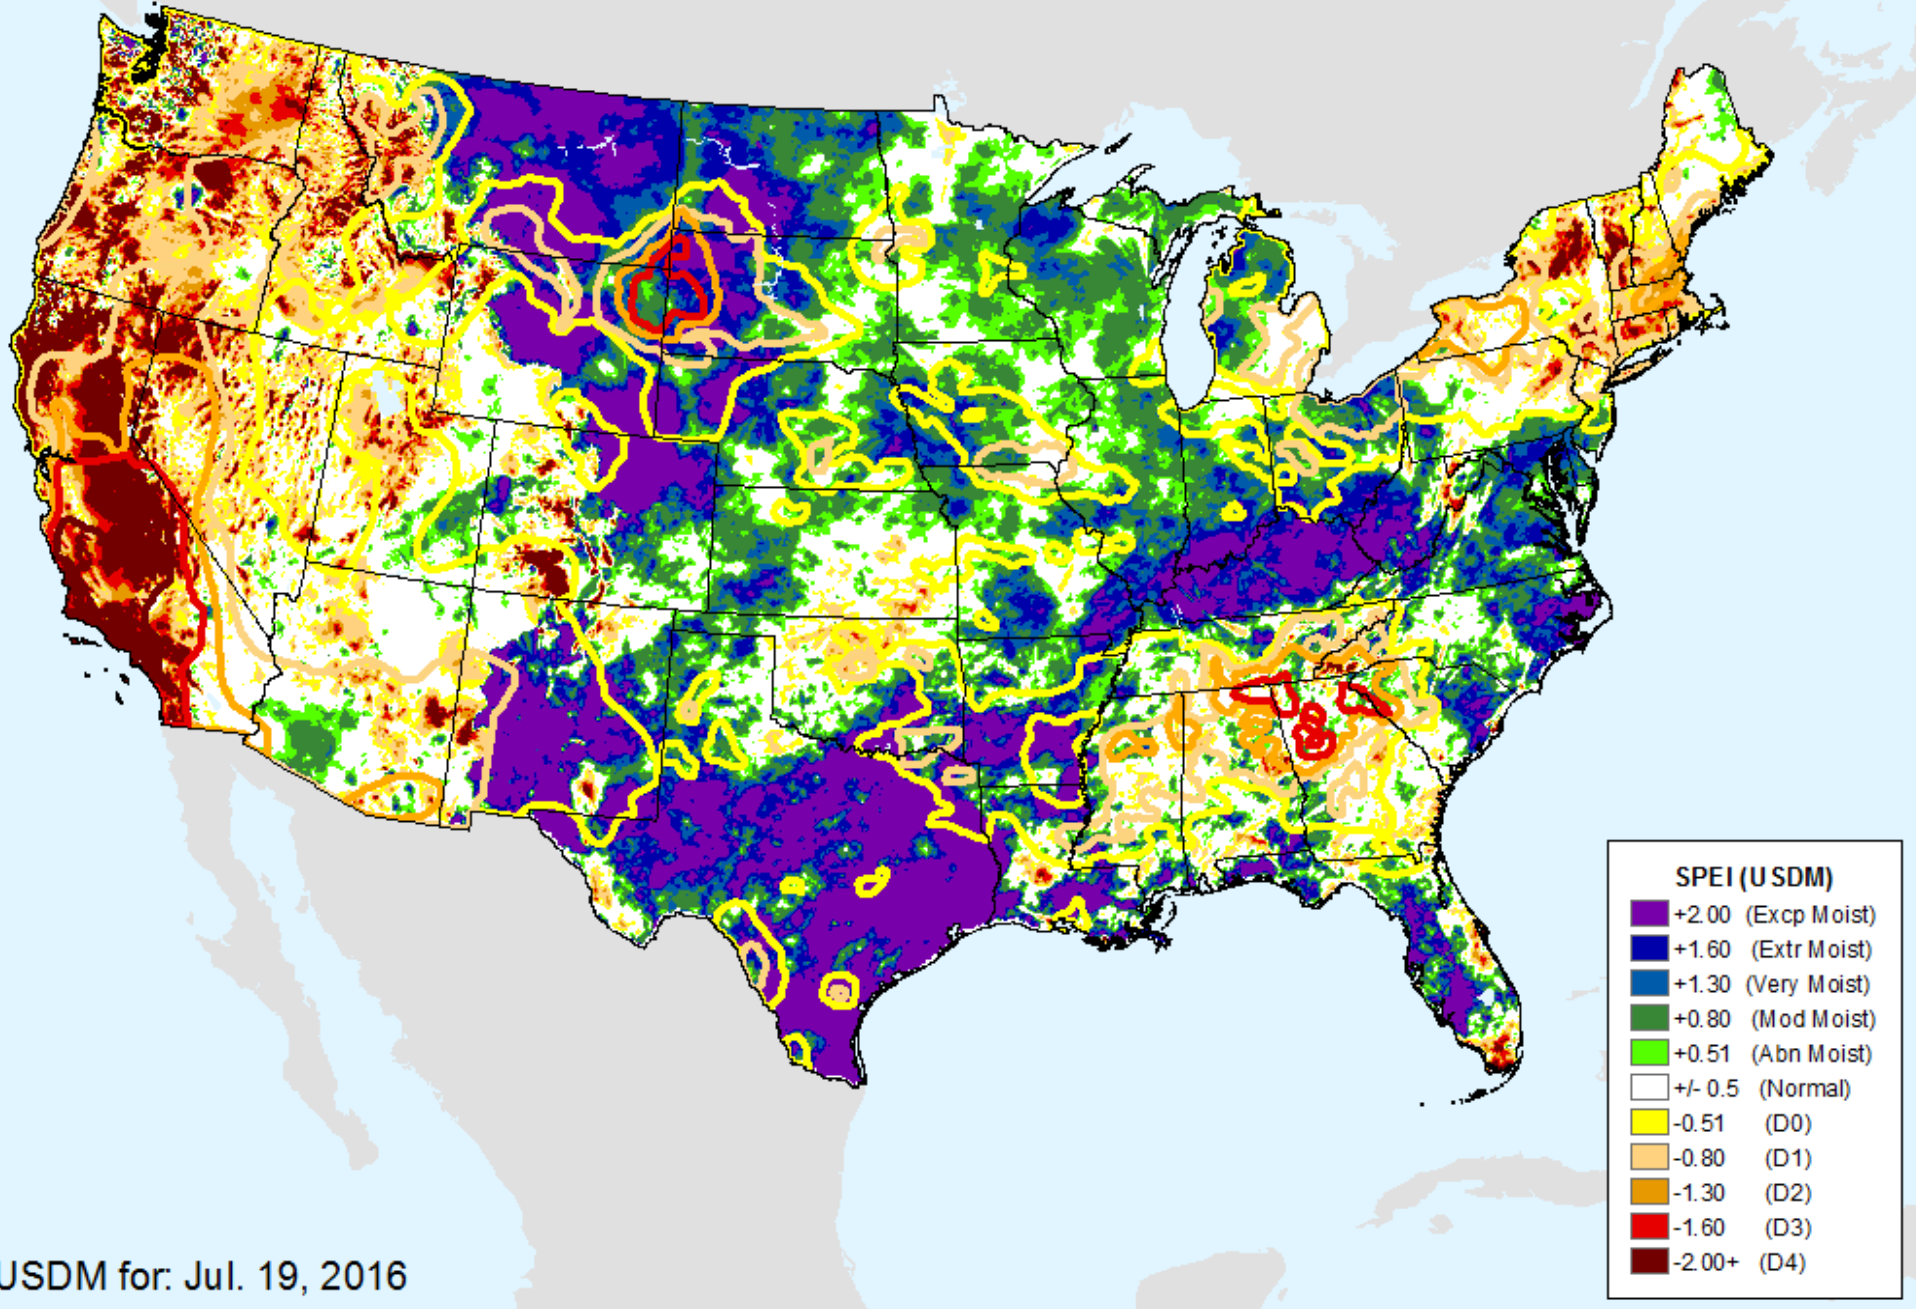 SPEI (USDM)
+2.00 (Excp Moist)
+1.60 (Extr Moist)
+1.30 (Very Moist)
+0.80 (Mod Moist)
+0.51 (Abn Moist)
+/- 0.5 (Normal)
-0.51 (D0)
-0.80 (D1)
-1.30 (D2)
-1.60 (D3)
-2.00+ (D4)
USDM for: Jul. 19, 2016